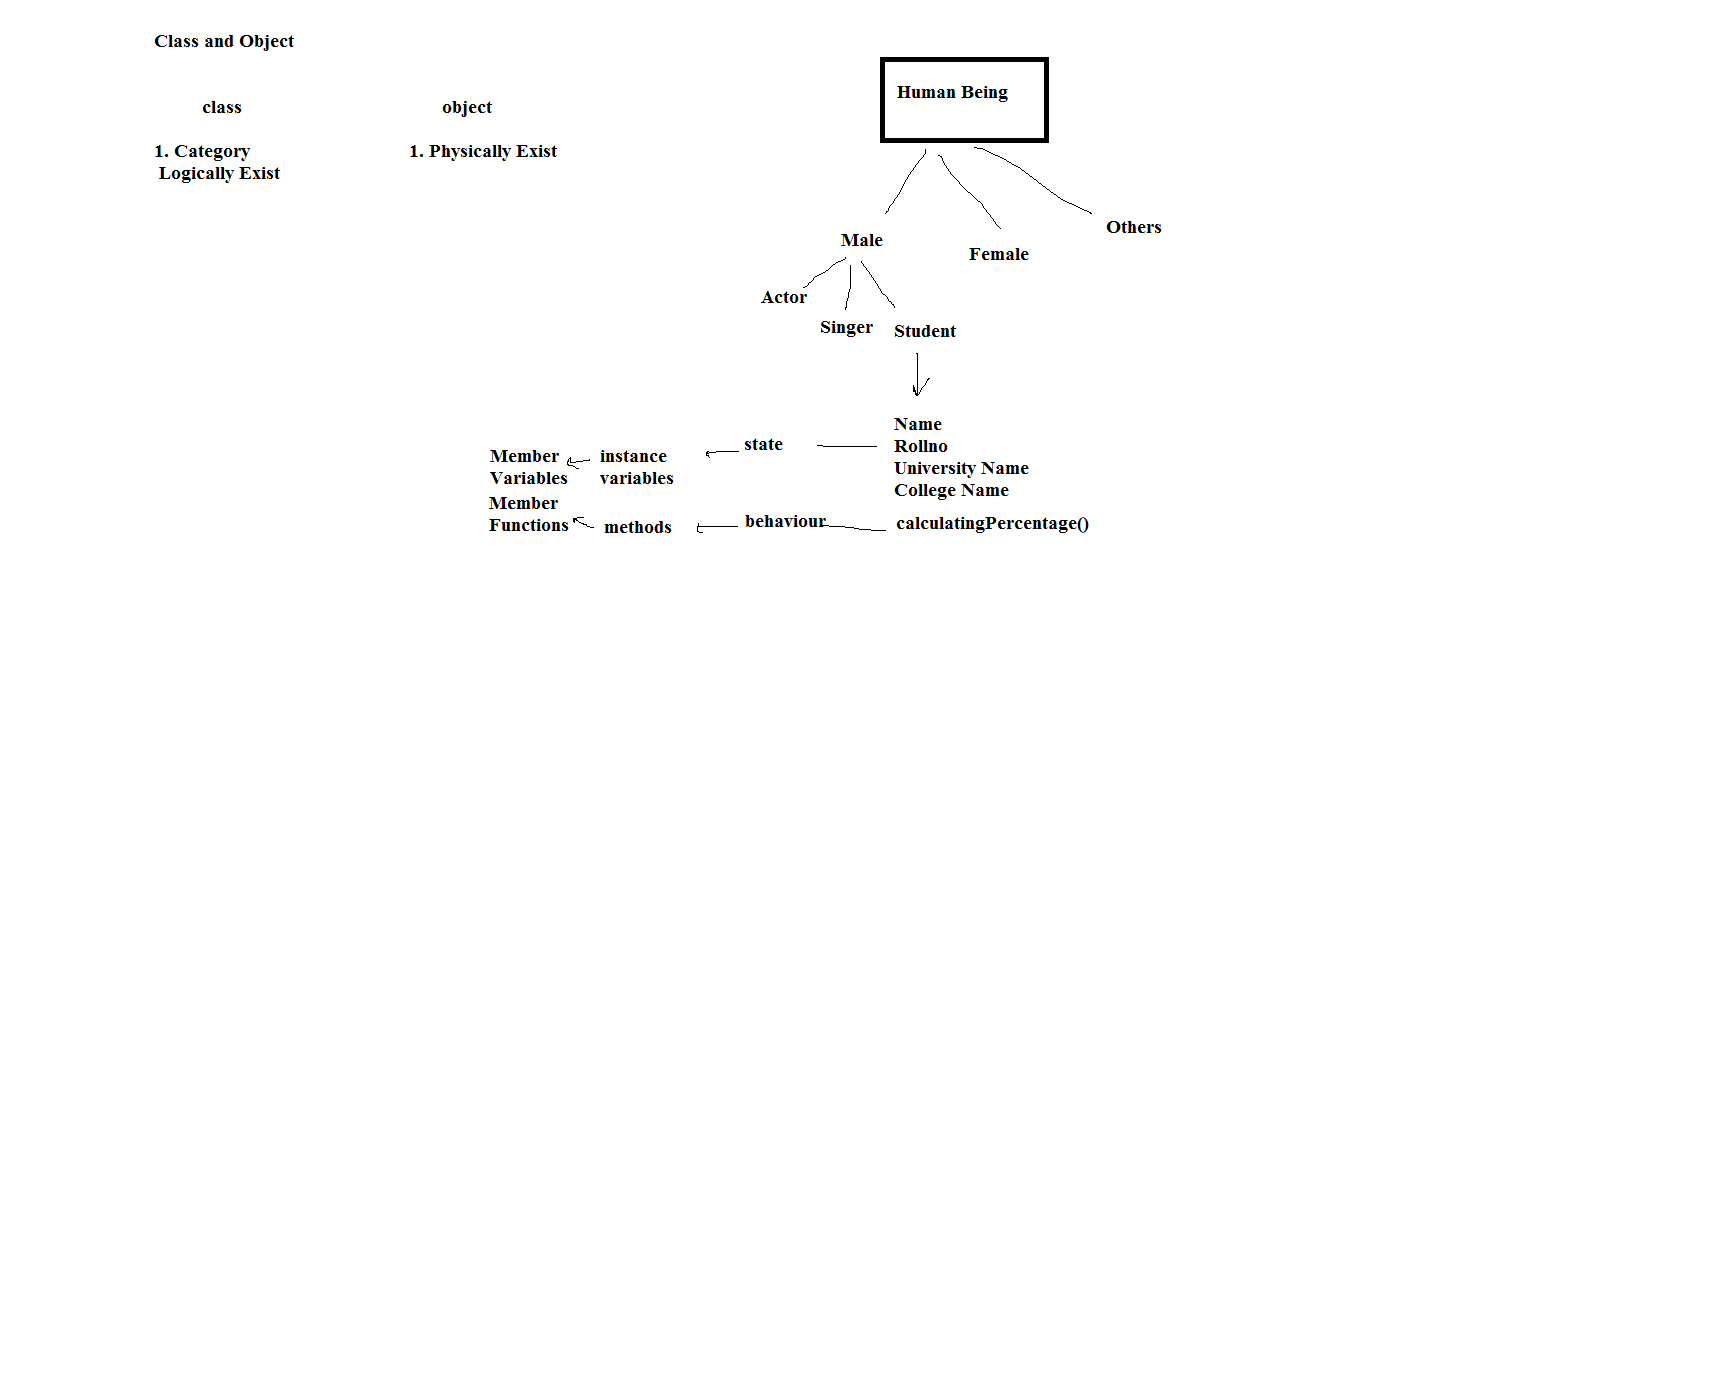 Class and Object
class
object
1. Category
Logically Exist
1. Physically Exist
Human Being
Male
Female
Others
Actor
Singer
Student
Name
Rollno
University Name
College Name
state
instance
variables
Member
Variables
calculatingPercentage()
behaviour
methods
Member
Functions